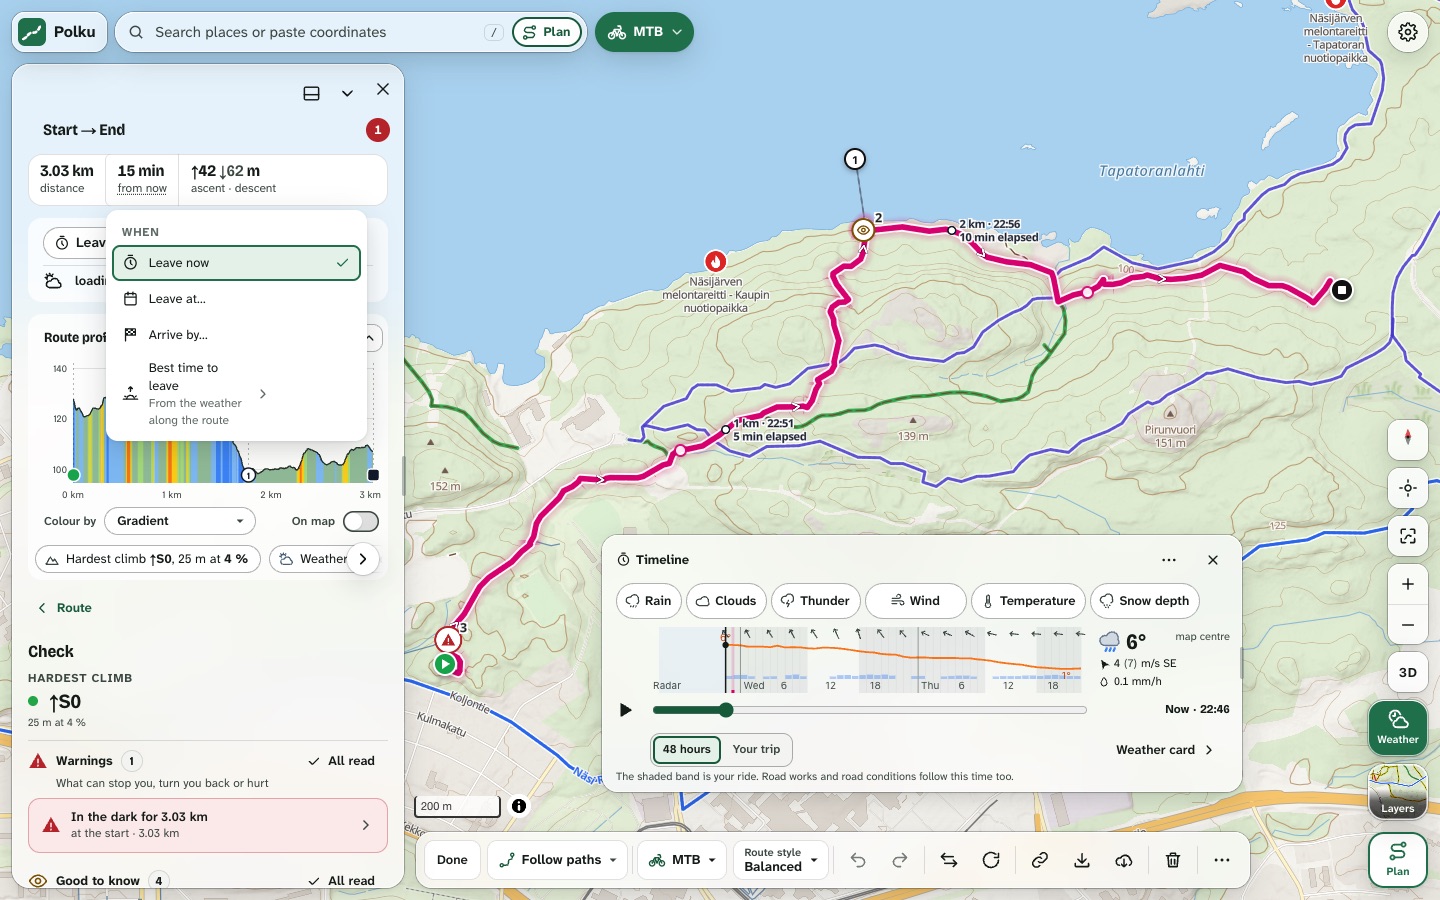 Polku
Search places or paste coordinates
/
Plan
MTB
Start → End
1
3.03 km
distance
15 min
from now
↑42 ↓62 m
ascent · descent
Leav
loadin
WHEN
Leave now
Leave at...
Arrive by...
Best time to
leave
From the weather
along the route
Route prof
140
120
100
1
0 km
1 km
2 km
3 km
Colour by
Gradient
On map
Hardest climb ↑S0, 25 m at 4 %
Weather
Route
Check
HARDEST CLIMB
↑S0
25 m at 4 %
Warnings
1
All read
What can stop you, turn you back or hurt
In the dark for 3.03 km
at the start · 3.03 km
Good to know
4
All read
Näsijärven
melontareitti
- Tapatoran
nuotiopaikka
Tapatoranlahti
1
2
2 km · 22:56
10 min elapsed
Näsijärven
melontareitti - Kaupin
nuotiopaikka
100
1 km · 22:51
5 min elapsed
139 m
Pirunvuori
151 m
152 m
125
3
Koljontie
Kulmakatu
200 m
Timeline
Rain
Clouds
Thunder
Wind
Temperature
Snow depth
Radar
Wed
6
12
18
Thu
6
12
18
1°
6°
map centre
4 (7) m/s SE
0.1 mm/h
Now · 22:46
48 hours
Your trip
Weather card
The shaded band is your ride. Road works and road conditions follow this time too.
Done
Follow paths
MTB
Route style
Balanced
3D
Weather
Layers
Plan